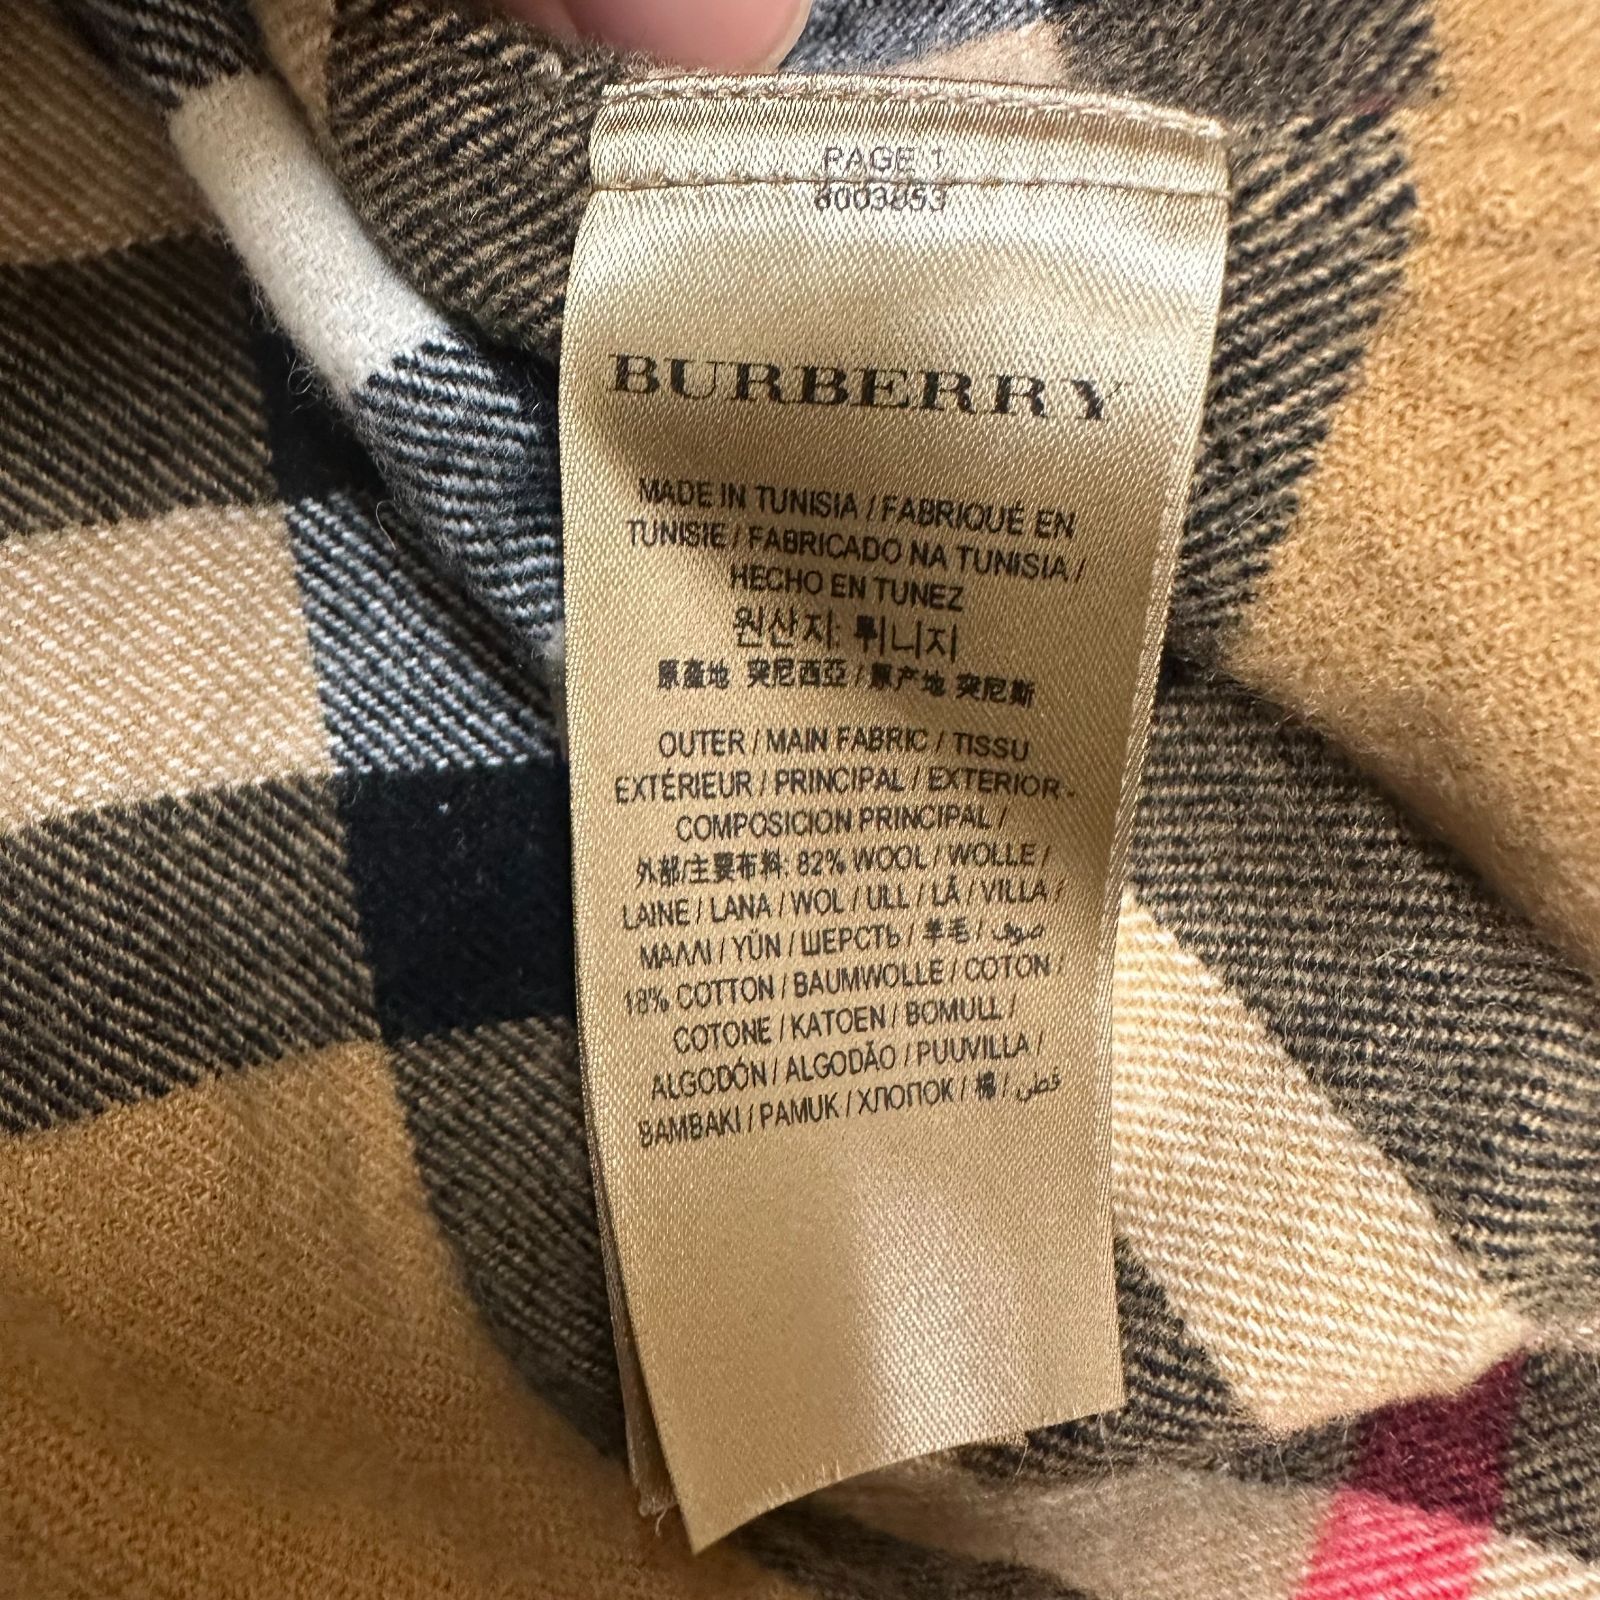 PAGE 1
8003853
BURBERRY
MADE IN TUNISIA / FABRIQUÉ EN
TUNISIE / FABRICADO NA TUNISIA /
HECHO EN TUNEZ
원산지: 튀니지
原產地 突尼西亞 / 原产地 突尼斯
OUTER / MAIN FABRIC / TISSU
EXTÉRIEUR / PRINCIPAL / EXTERIOR -
COMPOSICION PRINCIPAL /
外部/主要布料: 82% WOOL / WOLLE /
LAINE / LANA / WOL / ULL / LÃ / VILLA /
ΜΑΛΛΙ / YÜN / ШЕРСТЬ / 羊毛 / صوف
18% COTTON / BAUMWOLLE / COTON /
COTONE / KATOEN / BOMULL /
ALGODÓN / ALGODÃO / PUUVILLA /
BAMBAKI / PAMUK / ХЛОПОК / 棉 / قطن